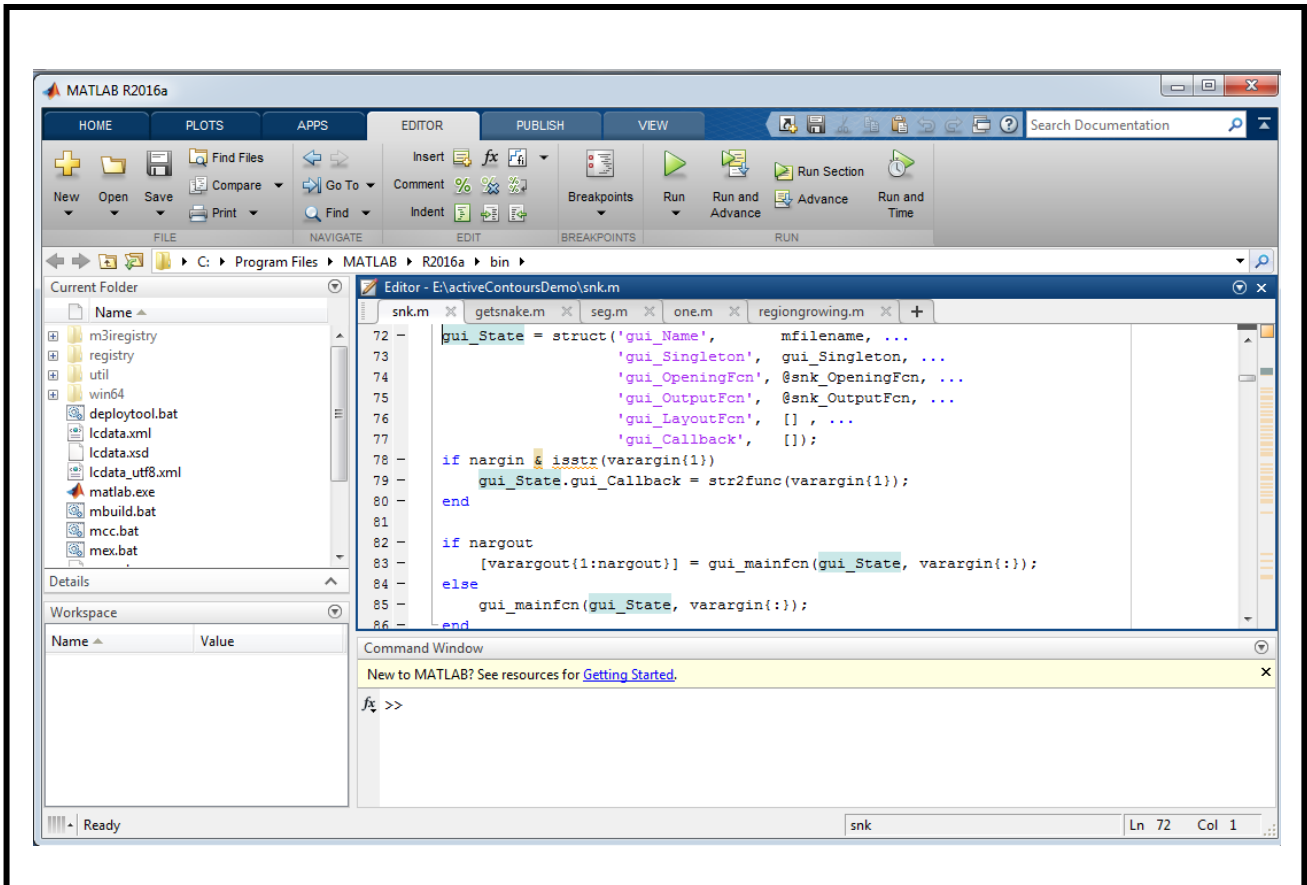 MATLAB R2016a
HOME PLOTS APPS EDITOR PUBLISH VIEW Search Documentation
New Open Save Find Files Compare Print
FILE
Go To Find
NAVIGATE
Insert fx
Comment
Indent
EDIT
Breakpoints
BREAKPOINTS
Run Run and Advance Run Section Advance Run and Time
RUN
C: Program Files MATLAB R2016a bin
Current Folder
Name
m3iregistry
registry
util
win64
deploytool.bat
lcdata.xml
lcdata.xsd
lcdata_utf8.xml
matlab.exe
mbuild.bat
mcc.bat
mex.bat
Details
Workspace
Name Value
Editor - E:\activeContoursDemo\snk.m
snk.m getsnake.m seg.m one.m regiongrowing.m +
72 - gui_State = struct('gui_Name', mfilename, ...
73 'gui_Singleton', gui_Singleton, ...
74 'gui_OpeningFcn', @snk_OpeningFcn, ...
75 'gui_OutputFcn', @snk_OutputFcn, ...
76 'gui_LayoutFcn', [] , ...
77 'gui_Callback', []);
78 - if nargin & isstr(varargin{1})
79 - gui_State.gui_Callback = str2func(varargin{1});
80 - end
81
82 - if nargout
83 - [varargout{1:nargout}] = gui_mainfcn(gui_State, varargin{:});
84 - else
85 - gui_mainfcn(gui_State, varargin{:});
86 - end
Command Window
New to MATLAB? See resources for Getting Started.
fx >>
Ready snk Ln 72 Col 1